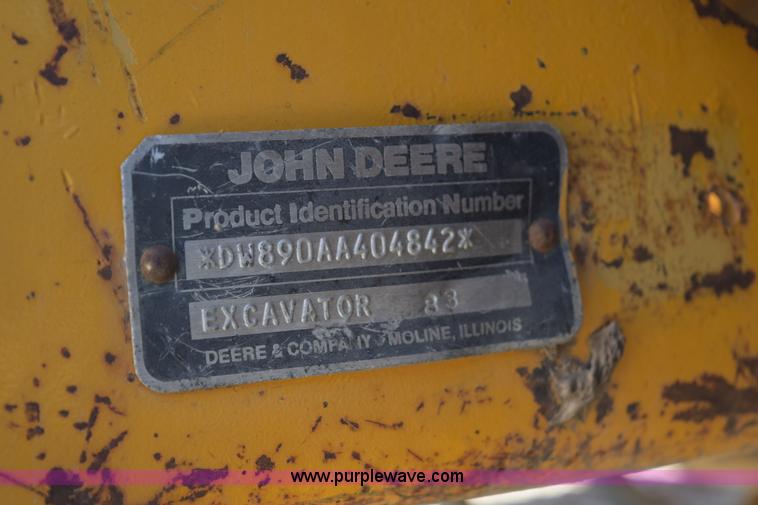 JOHN DEERE
Product Identification Number
*DW890AA404842*
EXCAVATOR 83
DEERE & COMPANY MOLINE, ILLINOIS
www.purplewave.com